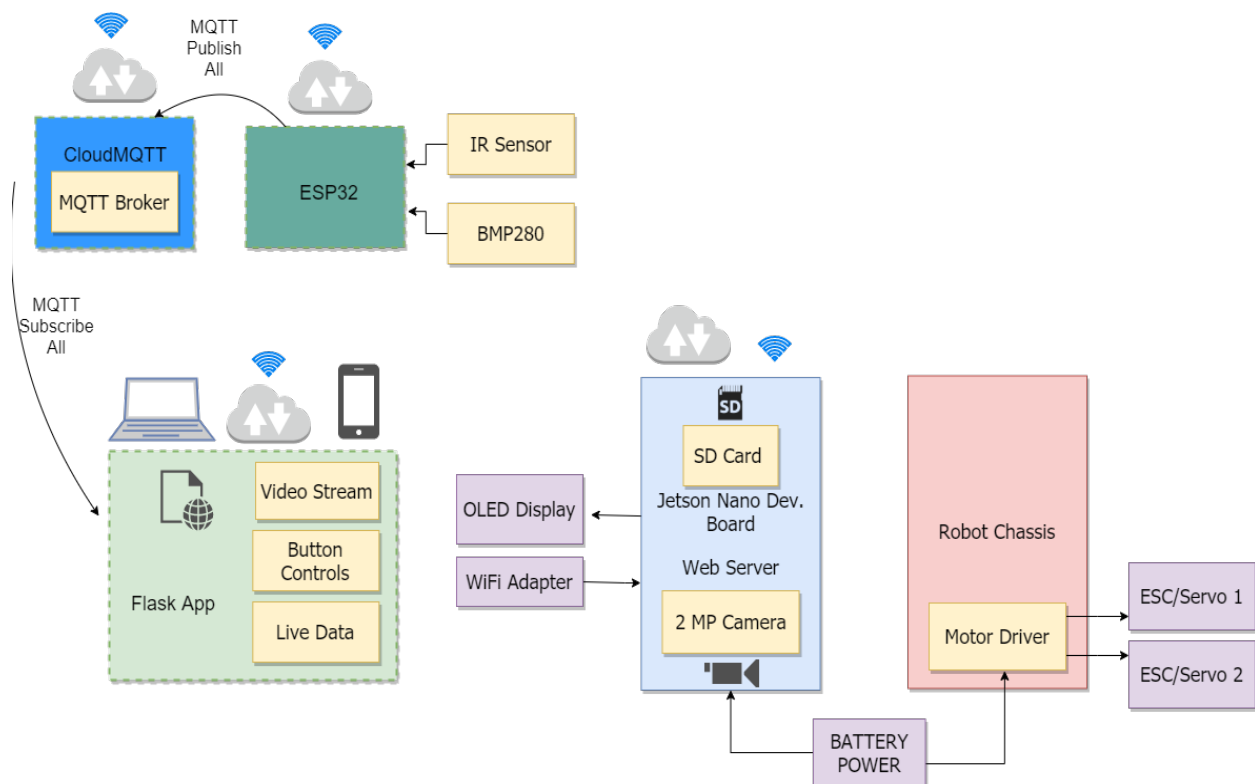 MQTT
Publish
All
CloudMQTT
MQTT Broker
ESP32
IR Sensor
BMP280
MQTT
Subscribe
All
Flask App
Video Stream
Button
Controls
Live Data
OLED Display
WiFi Adapter
SD
SD Card
Jetson Nano Dev.
Board
Web Server
2 MP Camera
Robot Chassis
Motor Driver
ESC/Servo 1
ESC/Servo 2
BATTERY
POWER